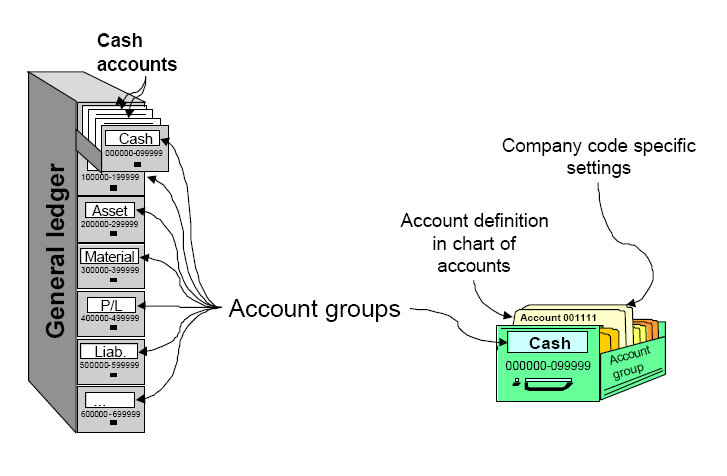 Cash
accounts
General ledger
Cash
000000-099999
100000-199999
Asset
200000-299999
Material
300000-399999
P/L
400000-499999
Liab.
500000-599999
...
600000-699999
Account groups
Company code specific
settings
Account definition
in chart of
accounts
Account 001111
Cash
000000-099999
Account
group